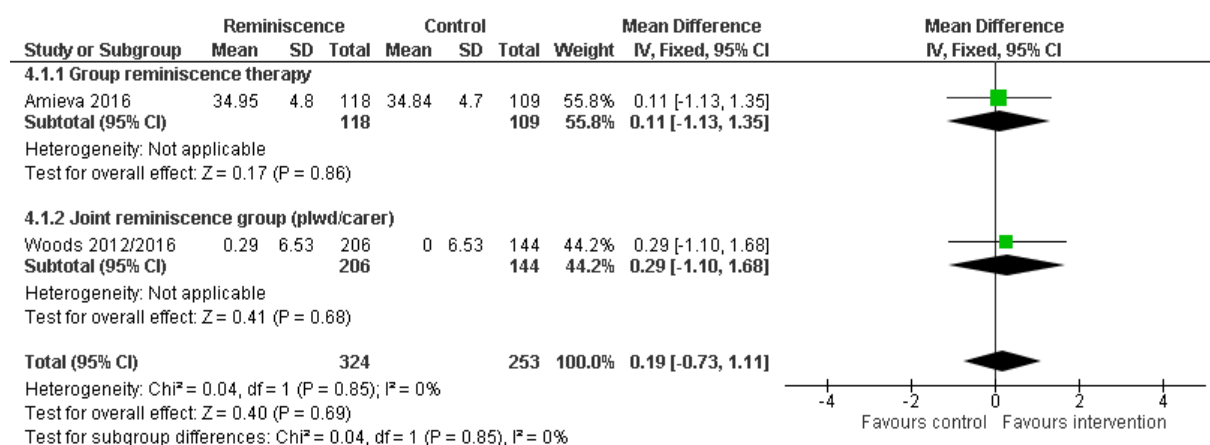 Reminiscence Control Mean Difference Mean Difference
Study or Subgroup Mean SD Total Mean SD Total Weight IV, Fixed, 95% CI IV, Fixed, 95% CI
4.1.1 Group reminiscence therapy
Amieva 2016 34.95 4.8 118 34.84 4.7 109 55.8% 0.11 [-1.13, 1.35]
Subtotal (95% CI) 118 109 55.8% 0.11 [-1.13, 1.35]
Heterogeneity: Not applicable
Test for overall effect: Z = 0.17 (P = 0.86)
4.1.2 Joint reminiscence group (plwd/carer)
Woods 2012/2016 0.29 6.53 206 0 6.53 144 44.2% 0.29 [-1.10, 1.68]
Subtotal (95% CI) 206 144 44.2% 0.29 [-1.10, 1.68]
Heterogeneity: Not applicable
Test for overall effect: Z = 0.41 (P = 0.68)
Total (95% CI) 324 253 100.0% 0.19 [-0.73, 1.11]
Heterogeneity: Chi² = 0.04, df = 1 (P = 0.85); I² = 0%
Test for overall effect: Z = 0.40 (P = 0.69)
Test for subgroup differences: Chi² = 0.04, df = 1 (P = 0.85), I² = 0%
-4 -2 0 2 4
Favours control Favours intervention